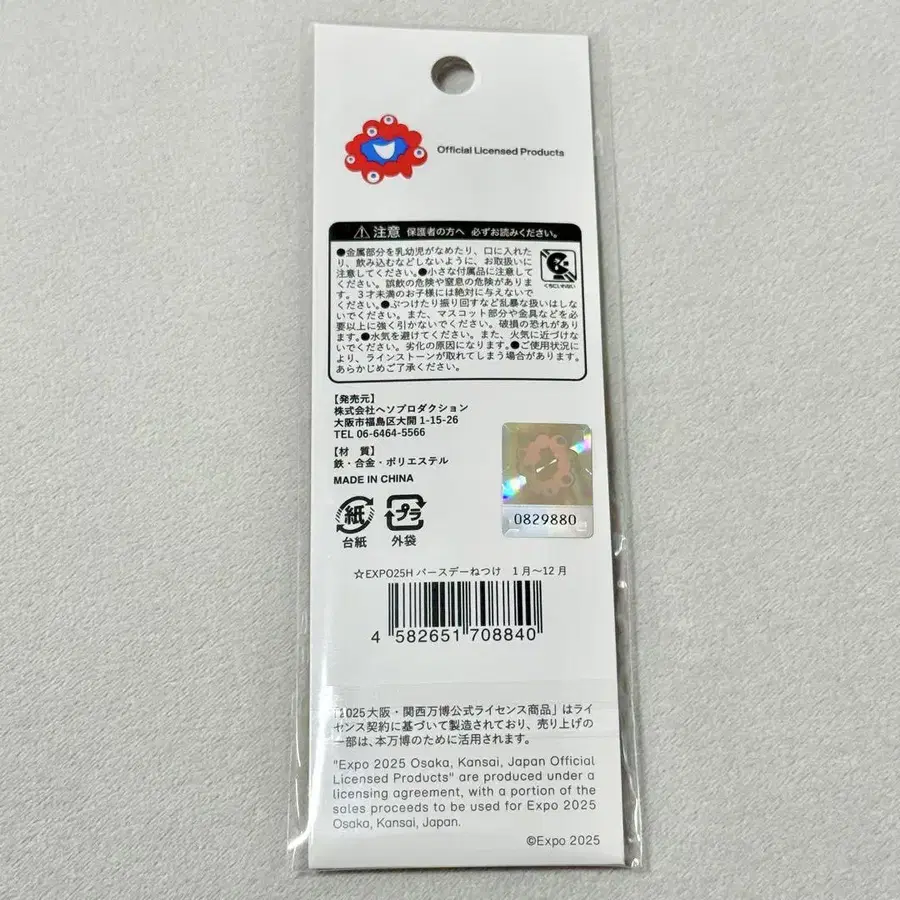 Official Licensed Products
注意 保護者の方へ 必ずお読みください。
●金属部分を乳幼児がなめたり、口に入れた
り、飲み込むなどしないように、お取扱いに
注意してください。●小さな付属品に注意して
ください。誤飲の危険や窒息の危険がありま
す。3才未満のお子様には絶対に与えないで
ください。●ぶつけたり振り回すなど乱暴な扱いはしな
いでください。また、マスコット部分や金具などを必
要以上に強く引かないでください。破損の恐れがあり
ます。●水気を避けてください。また、火気に近づけな
いでください。劣化の原因になります。●ご使用状況に
より、ラインストーンが取れてしまう場合があります。
あらかじめご了承ください。
くちにいれない
【発売元】
株式会社ヘソプロダクション
大阪市福島区大開 1-15-26
TEL 06-6464-5566
【材 質】
鉄・合金・ポリエステル
MADE IN CHINA
紙 プラ
台紙 外袋
0829880
☆EXPO25H バースデーねつけ 1月～12月
4 582651 708840
「2025大阪・関西万博公式ライセンス商品」はライ
センス契約に基づいて製造されており、売り上げの
一部は、本万博のために活用されます。
"Expo 2025 Osaka, Kansai, Japan Official
Licensed Products" are produced under a
licensing agreement, with a portion of the
sales proceeds to be used for Expo 2025
Osaka, Kansai, Japan.
©Expo 2025